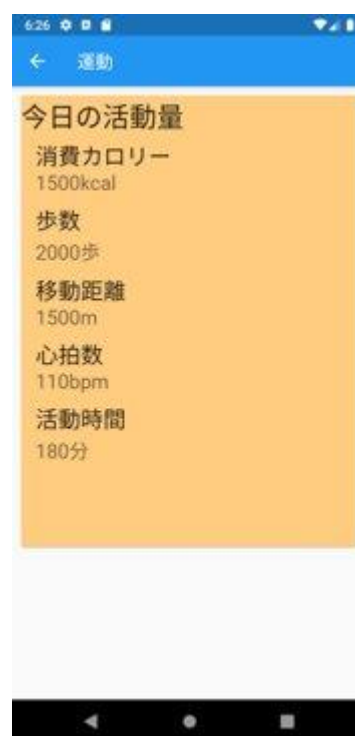 6:26
運動
今日の活動量
消費カロリー
1500kcal
歩数
2000歩
移動距離
1500m
心拍数
110bpm
活動時間
180分